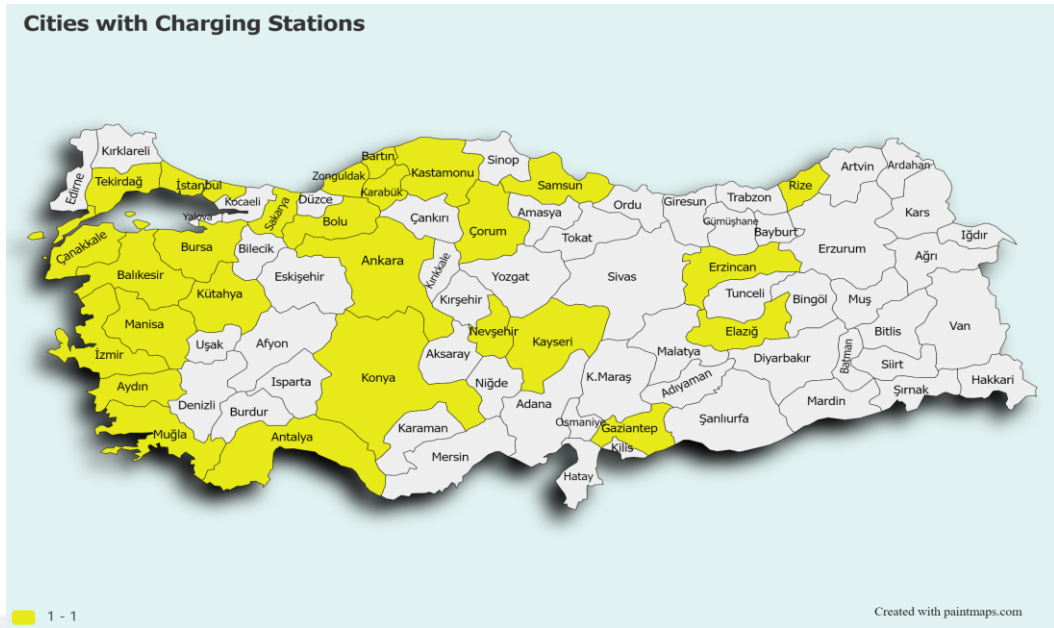 Cities with Charging Stations
Kırklareli
Edirne
Tekirdağ
İstanbul
Kocaeli
Yalova
Sakarya
Düzce
Zonguldak
Bartın
Karabük
Kastamonu
Sinop
Samsun
Ordu
Giresun
Trabzon
Rize
Artvin
Ardahan
Kars
Iğdır
Ağrı
Erzurum
Bayburt
Gümüşhane
Tokat
Amasya
Çorum
Çankırı
Bolu
Bilecik
Bursa
Çanakkale
Balıkesir
Kütahya
Eskişehir
Ankara
Kırıkkale
Kırşehir
Yozgat
Sivas
Erzincan
Tunceli
Bingöl
Muş
Bitlis
Van
Hakkari
Şırnak
Siirt
Batman
Mardin
Diyarbakır
Elazığ
Malatya
Adıyaman
Şanlıurfa
K.Maraş
Gaziantep
Kilis
Hatay
Osmaniye
Adana
Kayseri
Nevşehir
Niğde
Aksaray
Konya
Karaman
Mersin
Antalya
Isparta
Burdur
Afyon
Uşak
Denizli
Manisa
İzmir
Aydın
Muğla
1 - 1
Created with paintmaps.com